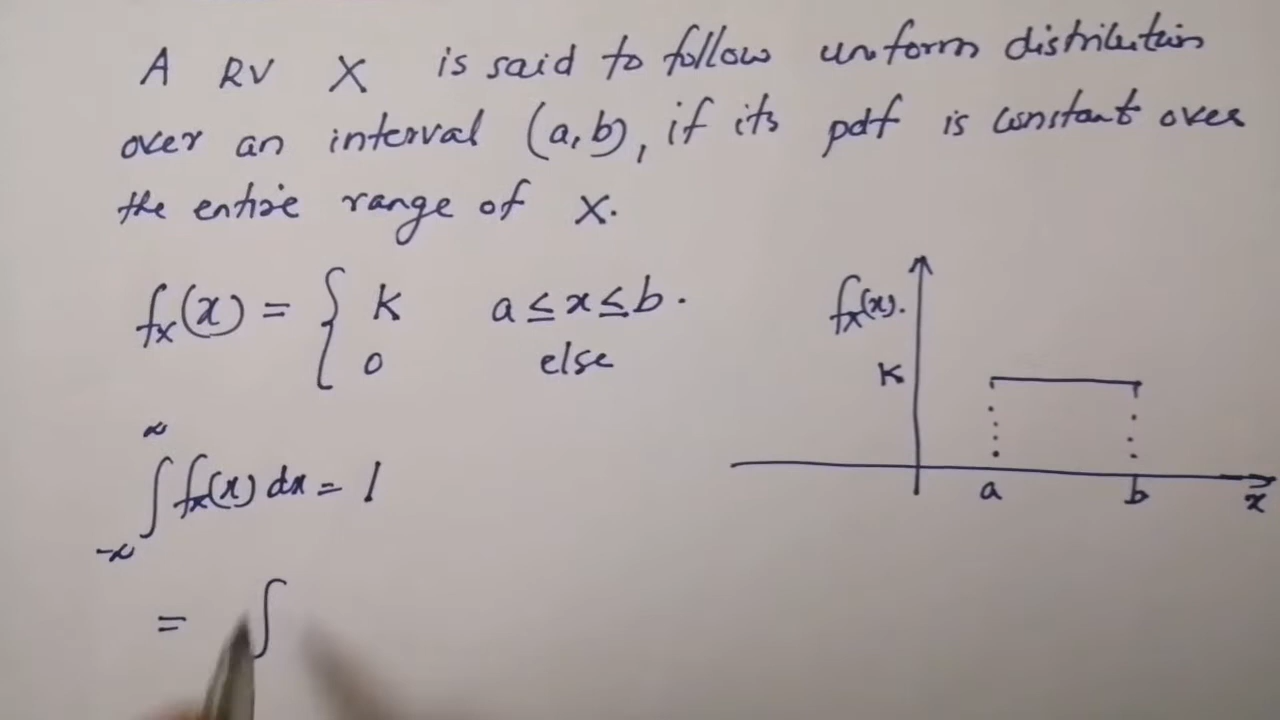 A RV X is said to follow uniform distribution
over an interval (a,b), if its pdf is constant over
the entire range of X.
fx(x) = { K a ≤ x ≤ b.
0 else
∞
∫ fx(x) dx = 1
-∞
= ∫
fx(x).
K
a b x